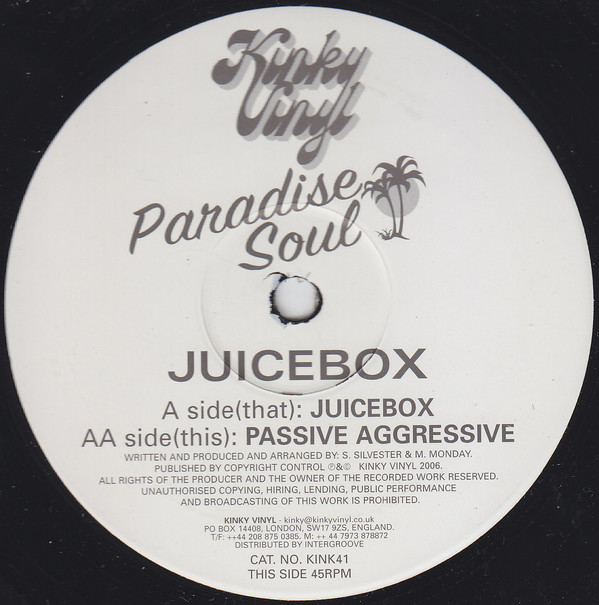 Kinky
Vinyl
Paradise
Soul
JUICEBOX
A side(that): JUICEBOX
AA side(this): PASSIVE AGGRESSIVE
WRITTEN AND PRODUCED AND ARRANGED BY: S. SILVESTER & M. MONDAY.
PUBLISHED BY COPYRIGHT CONTROL ℗&© KINKY VINYL 2006.
ALL RIGHTS OF THE PRODUCER AND THE OWNER OF THE RECORDED WORK RESERVED.
UNAUTHORISED COPYING, HIRING, LENDING, PUBLIC PERFORMANCE
AND BROADCASTING OF THIS WORK IS PROHIBITED.
KINKY VINYL - kinky@kinkyvinyl.co.uk
PO BOX 14408, LONDON, SW17 9ZS, ENGLAND.
T/F: ++44 208 875 0385. M: ++ 44 7973 878872
DISTRIBUTED BY INTERGROOVE
CAT. NO. KINK41
THIS SIDE 45RPM